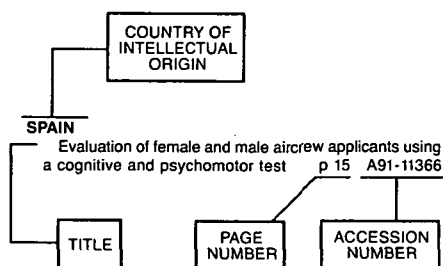 COUNTRY OF
INTELLECTUAL
ORIGIN
SPAIN
Evaluation of female and male aircrew applicants using
a cognitive and psychomotor test p 15 A91-11366
TITLE
PAGE
NUMBER
ACCESSION
NUMBER